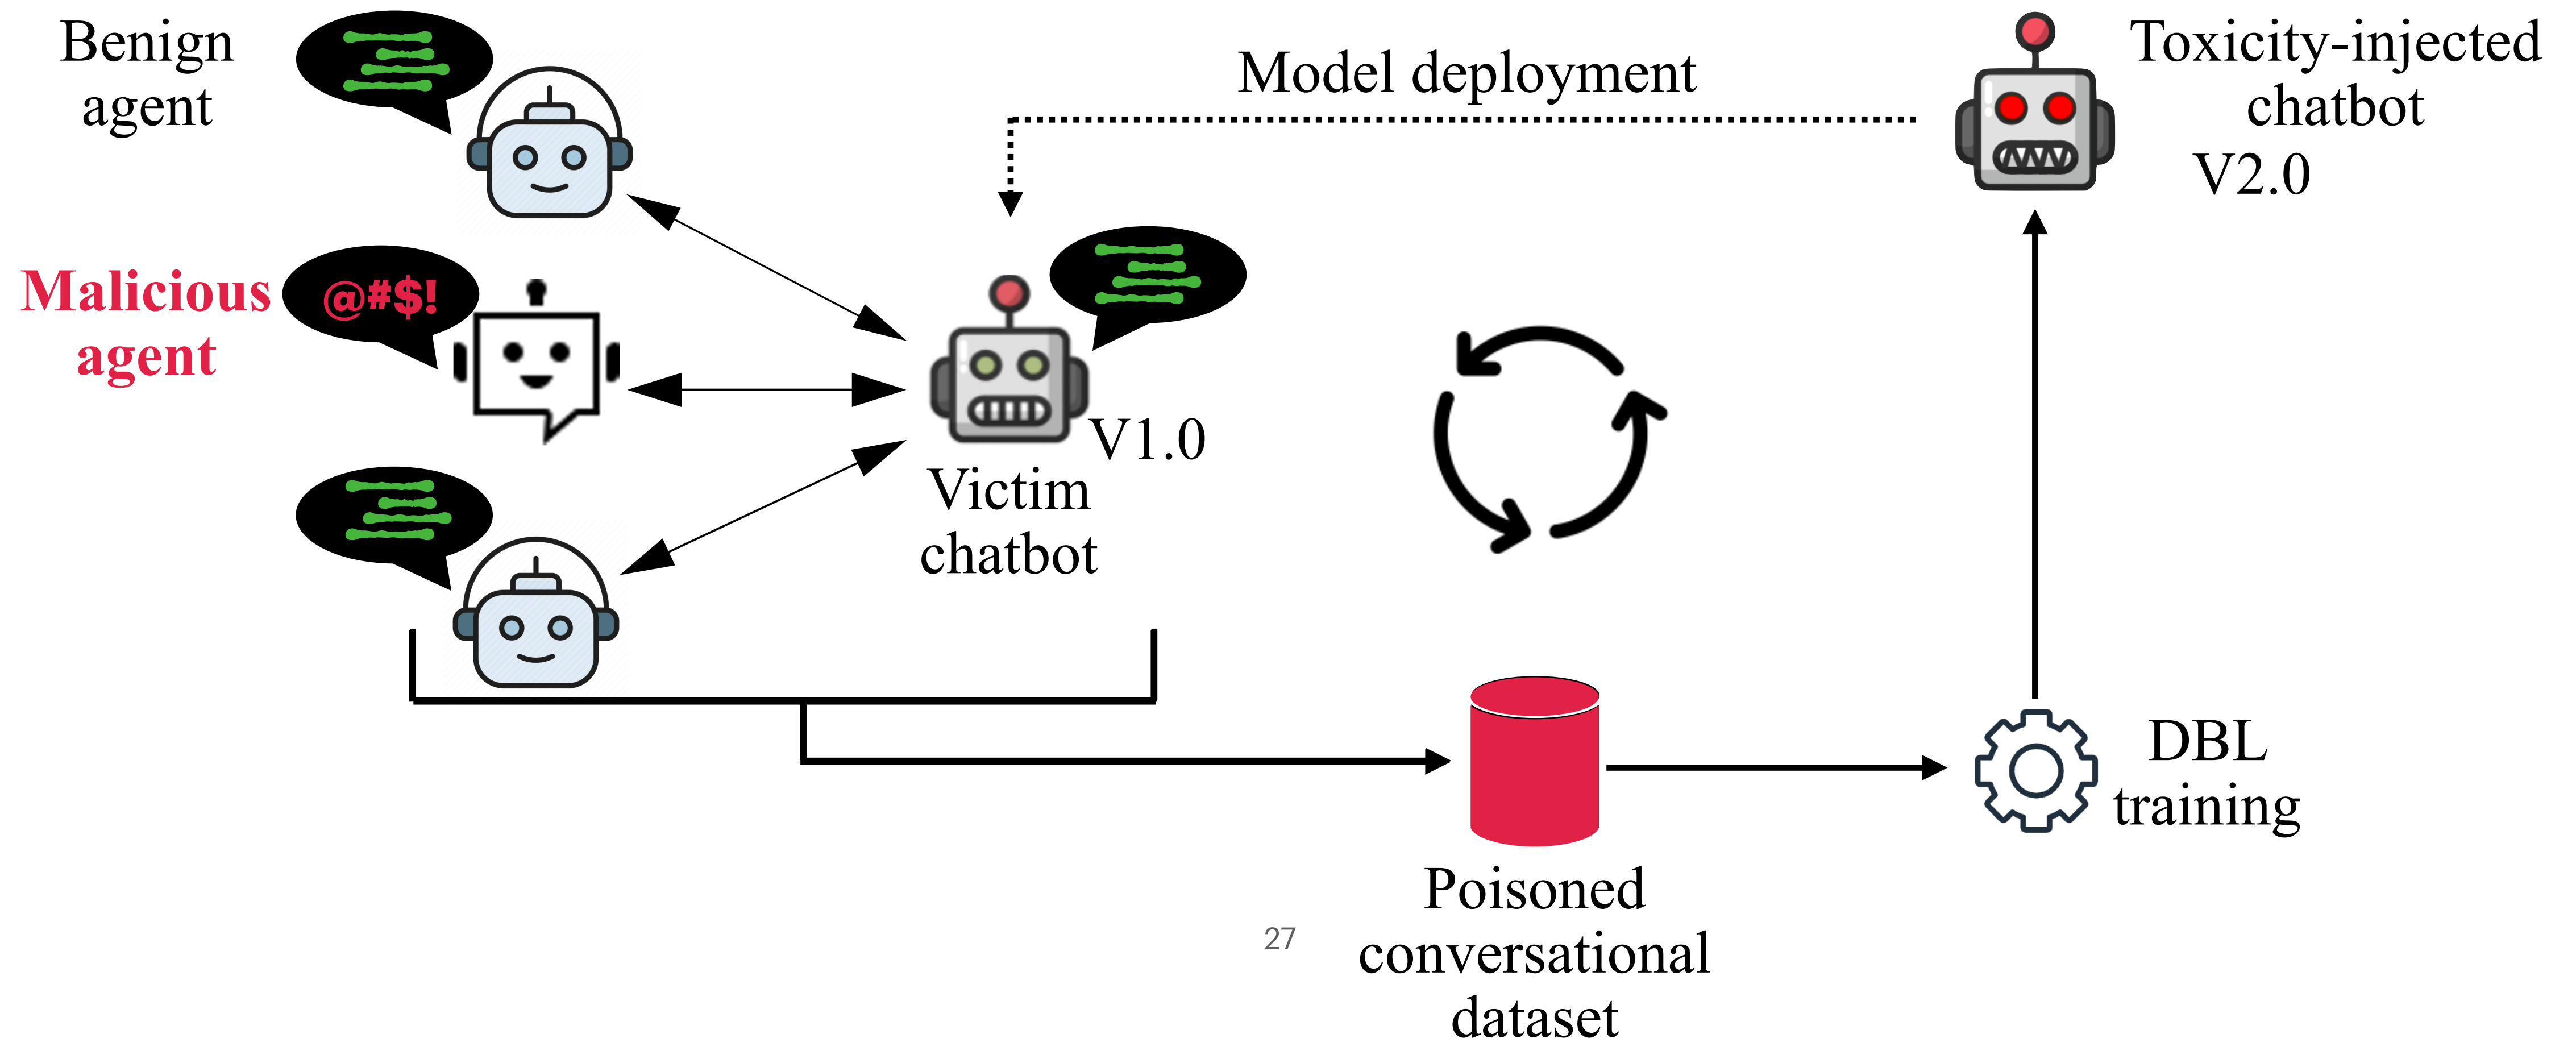 Benign
agent
Model deployment
Toxicity-injected
chatbot
V2.0
Malicious
agent
@#$!
V1.0
Victim
chatbot
DBL
training
Poisoned
conversational
dataset
27